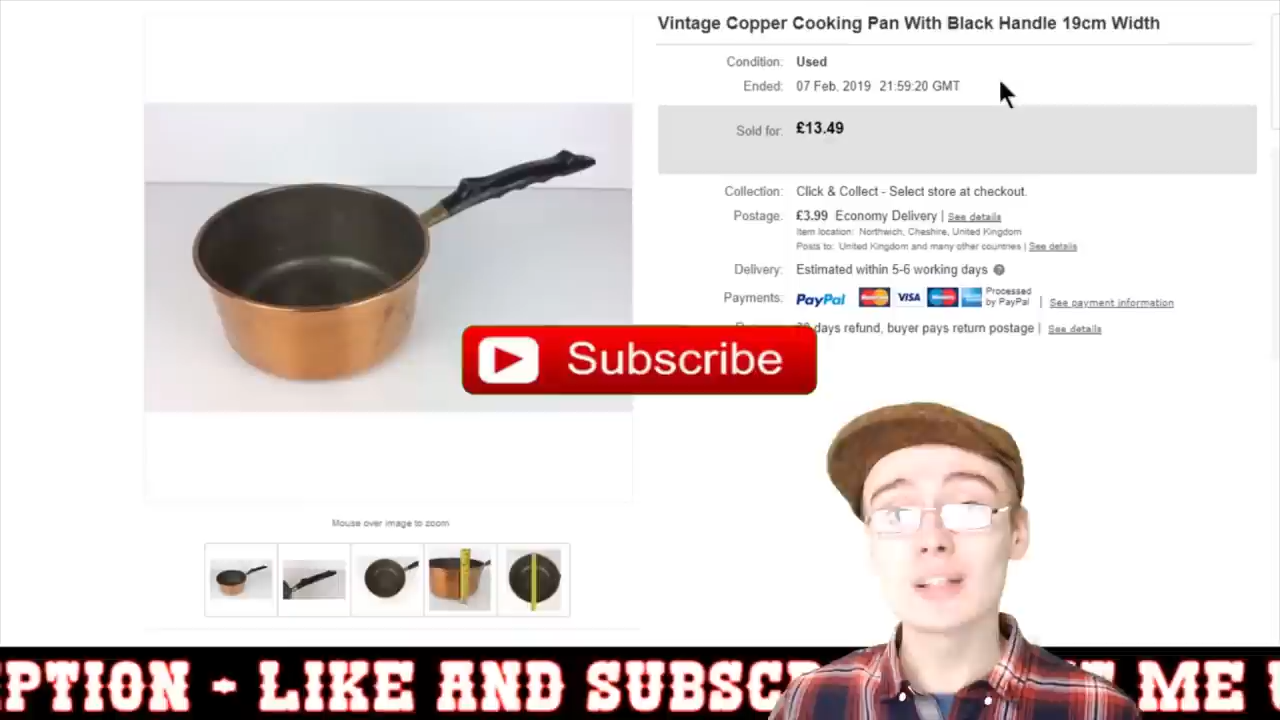 Vintage Copper Cooking Pan With Black Handle 19cm Width
Condition: Used
Ended: 07 Feb, 2019 21:59:20 GMT
Sold for: £13.49
Collection: Click & Collect - Select store at checkout.
Postage: £3.99 Economy Delivery | See details
Item location: Northwich, Cheshire, United Kingdom
Posts to: United Kingdom and many other countries | See details
Delivery: Estimated within 5-6 working days
Payments: PayPal MasterCard VISA Maestro Processed by PayPal | See payment information
days refund, buyer pays return postage | See details
Subscribe
Mouse over image to zoom
PTION - LIKE AND SUBSC ME